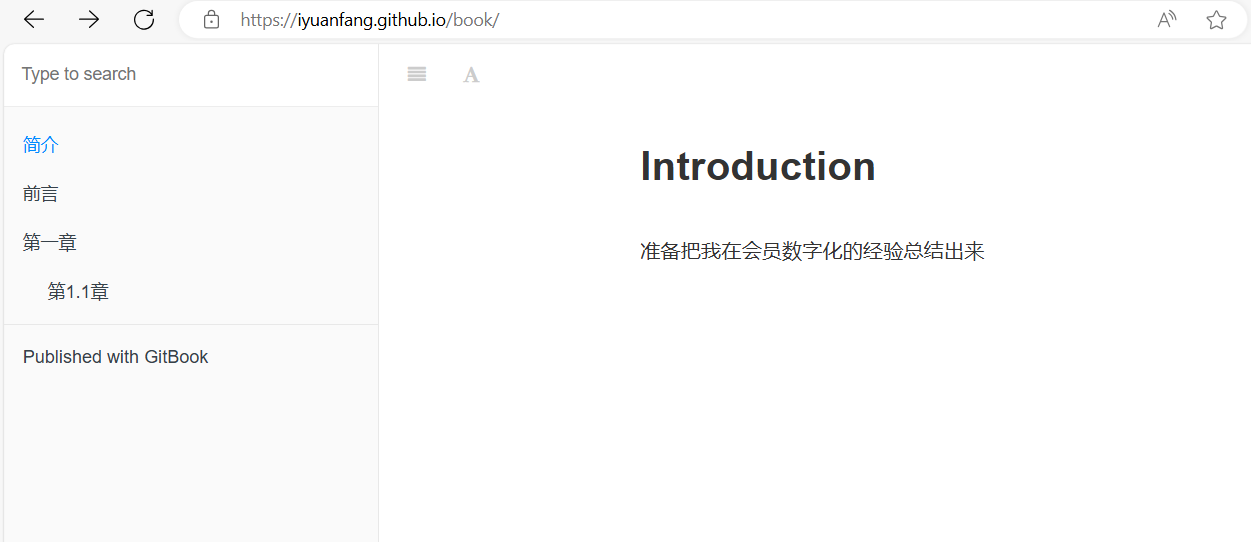 https://iyuanfang.github.io/book/
Type to search
简介
前言
第一章
第1.1章
Published with GitBook
A
Introduction
准备把我在会员数字化的经验总结出来